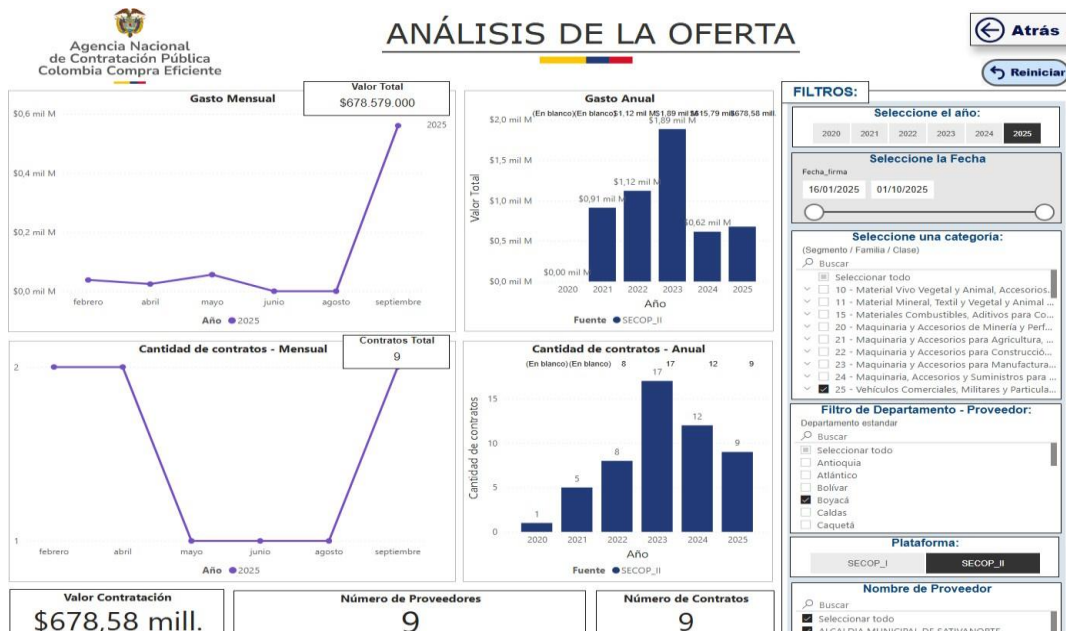 Agencia Nacional
de Contratación Pública
Colombia Compra Eficiente
ANÁLISIS DE LA OFERTA
Atrás
Reiniciar
Gasto Mensual
Valor Total
$678.579.000
$0,6 mil M
$0,4 mil M
$0,2 mil M
$0,0 mil M
2025
febrero abril mayo junio agosto septiembre
Año 2025
Gasto Anual
(En blanco) (En blanco) $1,12 mil M $1,89 mil M $615,79 mill. $678,58 mill.
Valor Total
$2,0 mil M
$1,5 mil M
$1,0 mil M
$0,5 mil M
$0,0 mil M
$0,00 mil M
$0,91 mil M
$1,12 mil M
$1,89 mil M
$0,62 mil M
2020 2021 2022 2023 2024 2025
Año
Fuente SECOP_II
Cantidad de contratos - Mensual
Contratos Total
9
2
1
febrero abril mayo junio agosto septiembre
Año 2025
Cantidad de contratos - Anual
(En blanco) (En blanco) 8 17 12 9
Cantidad de contratos
15
10
5
0
1 5 8 17 12 9
2020 2021 2022 2023 2024 2025
Año
Fuente SECOP_II
Valor Contratación
$678,58 mill.
Número de Proveedores
9
Número de Contratos
9
FILTROS:
Seleccione el año:
2020 2021 2022 2023 2024 2025
Seleccione la Fecha
Fecha_firma
16/01/2025 01/10/2025
Seleccione una categoria:
(Segmento / Familia / Clase)
Buscar
Seleccionar todo
10 - Material Vivo Vegetal y Animal, Accesorios...
11 - Material Mineral, Textil y Vegetal y Animal ...
15 - Materiales Combustibles, Aditivos para Co...
20 - Maquinaria y Accesorios de Minería y Perf...
21 - Maquinaria y Accesorios para Agricultura, ...
22 - Maquinaria y Accesorios para Construcció...
23 - Maquinaria y Accesorios para Manufactura...
24 - Maquinaria, Accesorios y Suministros para ...
25 - Vehículos Comerciales, Militares y Particula...
Filtro de Departamento - Proveedor:
Departamento estandar
Buscar
Seleccionar todo
Antioquia
Atlántico
Bolívar
Boyacá
Caldas
Caquetá
Plataforma:
SECOP_I SECOP_II
Nombre de Proveedor
Buscar
Seleccionar todo
ALCALDIA MUNICIPAL DE SATIVANORTE